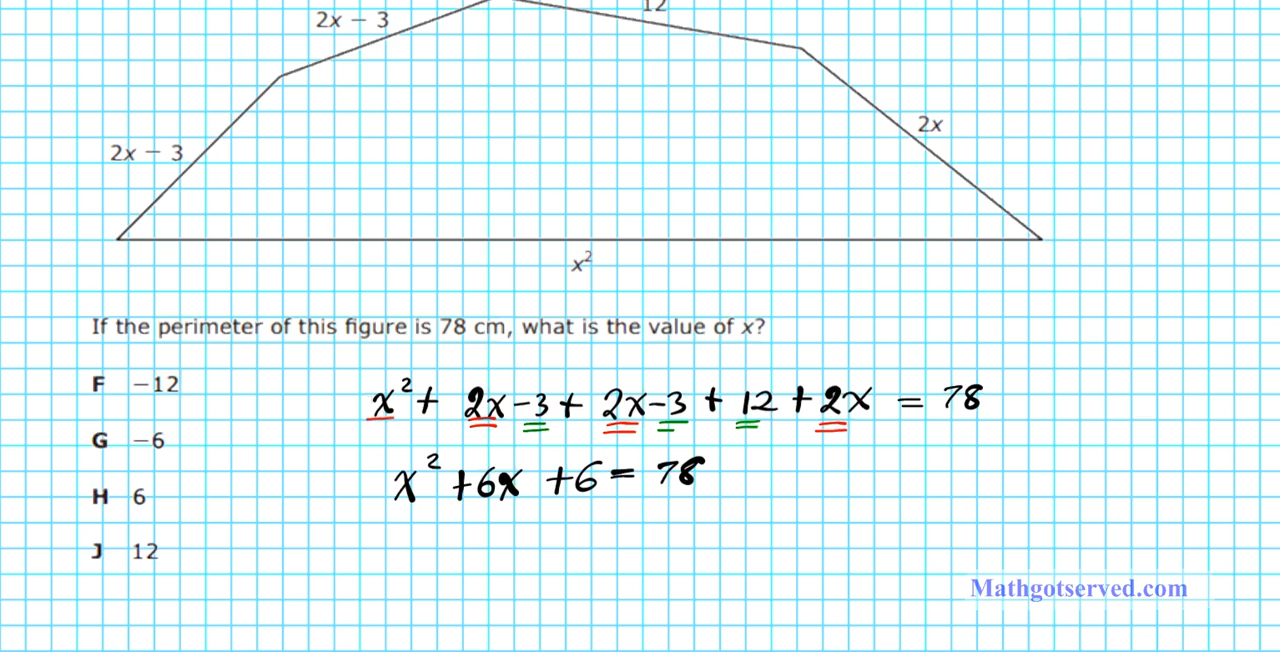 2x − 3
12
2x
2x − 3
x²
If the perimeter of this figure is 78 cm, what is the value of x?
F −12
x² + 2x − 3 + 2x − 3 + 12 + 2x = 78
G −6
x² + 6x + 6 = 78
H 6
J 12
Mathgotserved.com